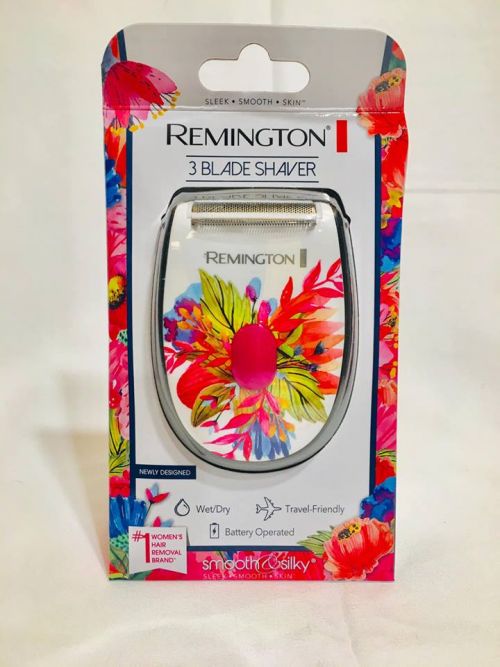 SLEEK • SMOOTH • SKIN™
REMINGTON®
3 BLADE SHAVER
REMINGTON
NEWLY DESIGNED
Wet/Dry
Travel-Friendly
Battery Operated
#1 WOMEN'S
HAIR
REMOVAL
BRAND*
smooth&silky®
SLEEK • SMOOTH • SKIN